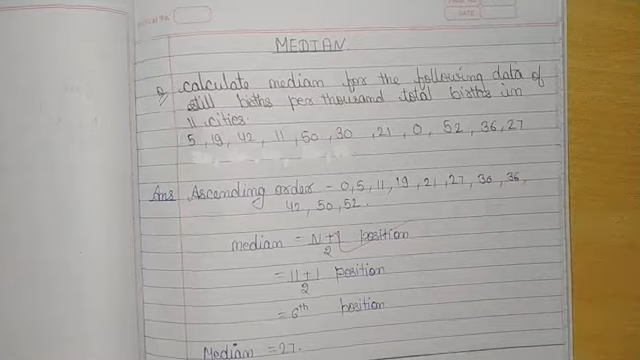 MEDIAN
Q calculate median for the following data of
still births per thousand total births in
11 cities.
5, 19, 42, 11, 50, 30, 21, 0, 52, 36, 27
Ans Ascending order - 0, 5, 11, 19, 21, 27, 30, 36,
42, 50, 52.
median = N+1/2 position
= 11+1/2 position
= 6th position
Median = 27.
DATE